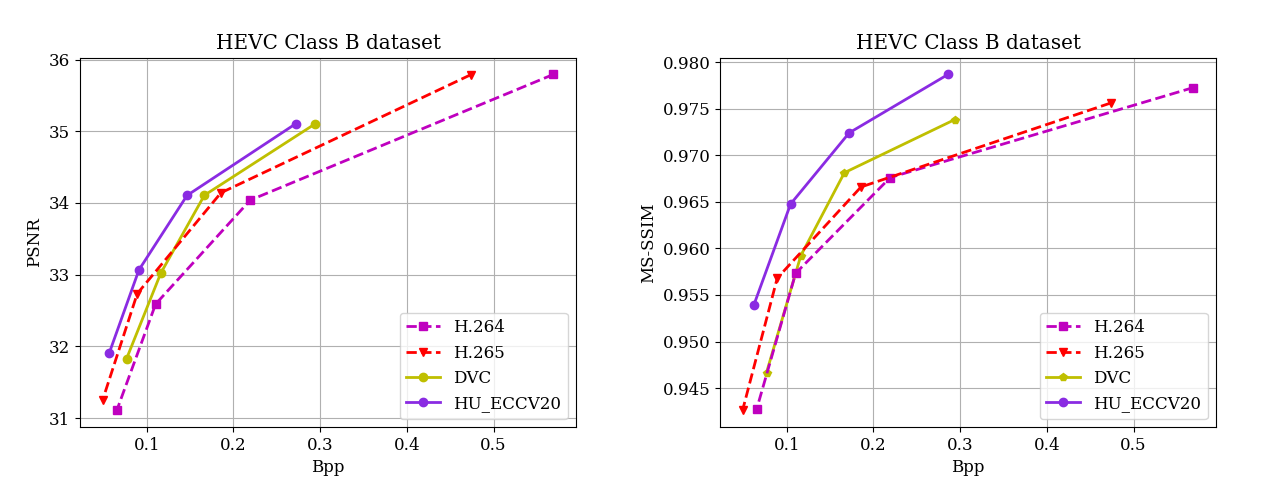 HEVC Class B dataset
36
35
34
33
32
31
PSNR
0.1 0.2 0.3 0.4 0.5
Bpp
H.264
H.265
DVC
HU_ECCV20
HEVC Class B dataset
0.980
0.975
0.970
0.965
0.960
0.955
0.950
0.945
MS-SSIM
0.1 0.2 0.3 0.4 0.5
Bpp
H.264
H.265
DVC
HU_ECCV20